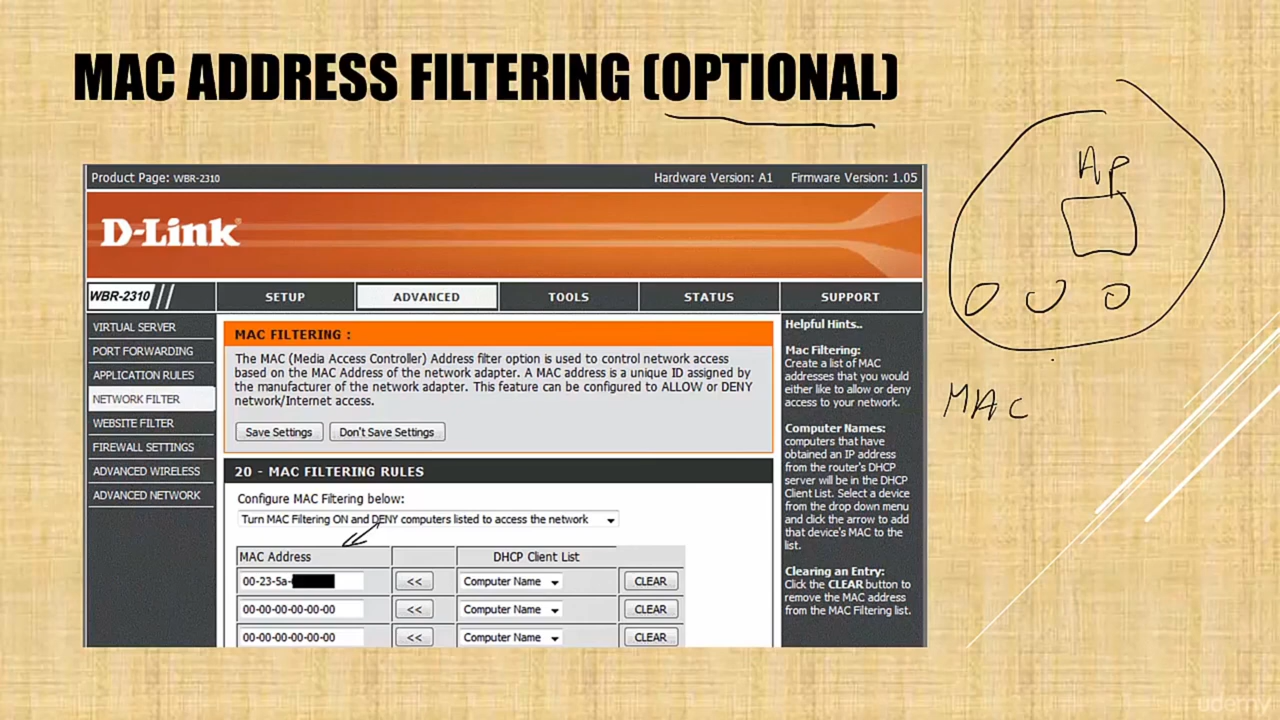 MAC ADDRESS FILTERING (OPTIONAL)
AP
MAC
Product Page: WBR-2310
Hardware Version: A1 Firmware Version: 1.05
D-Link
WBR-2310
SETUP
ADVANCED
TOOLS
STATUS
SUPPORT
VIRTUAL SERVER
PORT FORWARDING
APPLICATION RULES
NETWORK FILTER
WEBSITE FILTER
FIREWALL SETTINGS
ADVANCED WIRELESS
ADVANCED NETWORK
MAC FILTERING :
The MAC (Media Access Controller) Address filter option is used to control network access
based on the MAC Address of the network adapter. A MAC address is a unique ID assigned by
the manufacturer of the network adapter. This feature can be configured to ALLOW or DENY
network/Internet access.
Save Settings Don't Save Settings
20 - MAC FILTERING RULES
Configure MAC Filtering below:
Turn MAC Filtering ON and DENY computers listed to access the network
MAC Address DHCP Client List
00-23-5a- << Computer Name CLEAR
00-00-00-00-00-00 << Computer Name CLEAR
00-00-00-00-00-00 << Computer Name CLEAR
Helpful Hints..
Mac Filtering:
Create a list of MAC
addresses that you would
either like to allow or deny
access to your network.
Computer Names:
computers that have
obtained an IP address
from the router's DHCP
server will be in the DHCP
Client List. Select a device
from the drop down menu
and click the arrow to add
that device's MAC to the
list.
Clearing an Entry:
Click the CLEAR button to
remove the MAC address
from the MAC Filtering list.
udemy